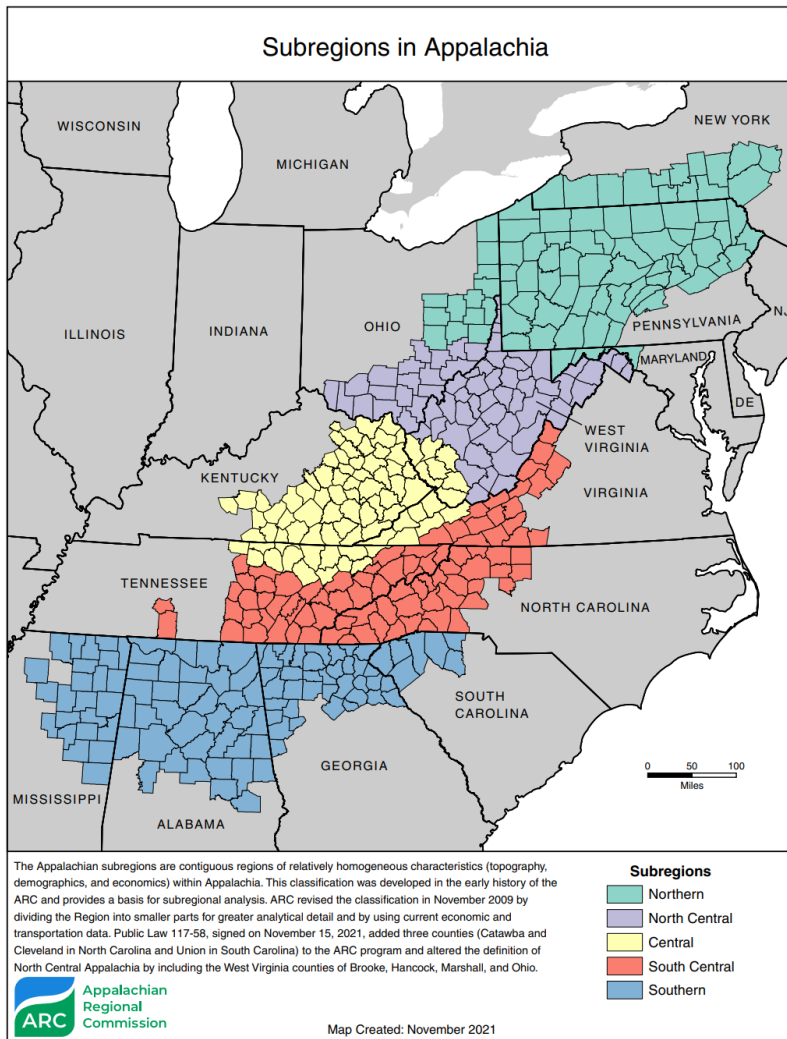 Subregions in Appalachia
NEW YORK
WISCONSIN
MICHIGAN
OHIO
PENNSYLVANIA
NJ
ILLINOIS
INDIANA
MARYLAND
DE
WEST
VIRGINIA
KENTUCKY
VIRGINIA
TENNESSEE
NORTH CAROLINA
SOUTH
CAROLINA
GEORGIA
MISSISSIPPI
ALABAMA
0 50 100
Miles
The Appalachian subregions are contiguous regions of relatively homogeneous characteristics (topography,
demographics, and economics) within Appalachia. This classification was developed in the early history of the
ARC and provides a basis for subregional analysis. ARC revised the classification in November 2009 by
dividing the Region into smaller parts for greater analytical detail and by using current economic and
transportation data. Public Law 117-58, signed on November 15, 2021, added three counties (Catawba and
Cleveland in North Carolina and Union in South Carolina) to the ARC program and altered the definition of
North Central Appalachia by including the West Virginia counties of Brooke, Hancock, Marshall, and Ohio.
Subregions
Northern
North Central
Central
South Central
Southern
ARC
Appalachian
Regional
Commission
Map Created: November 2021